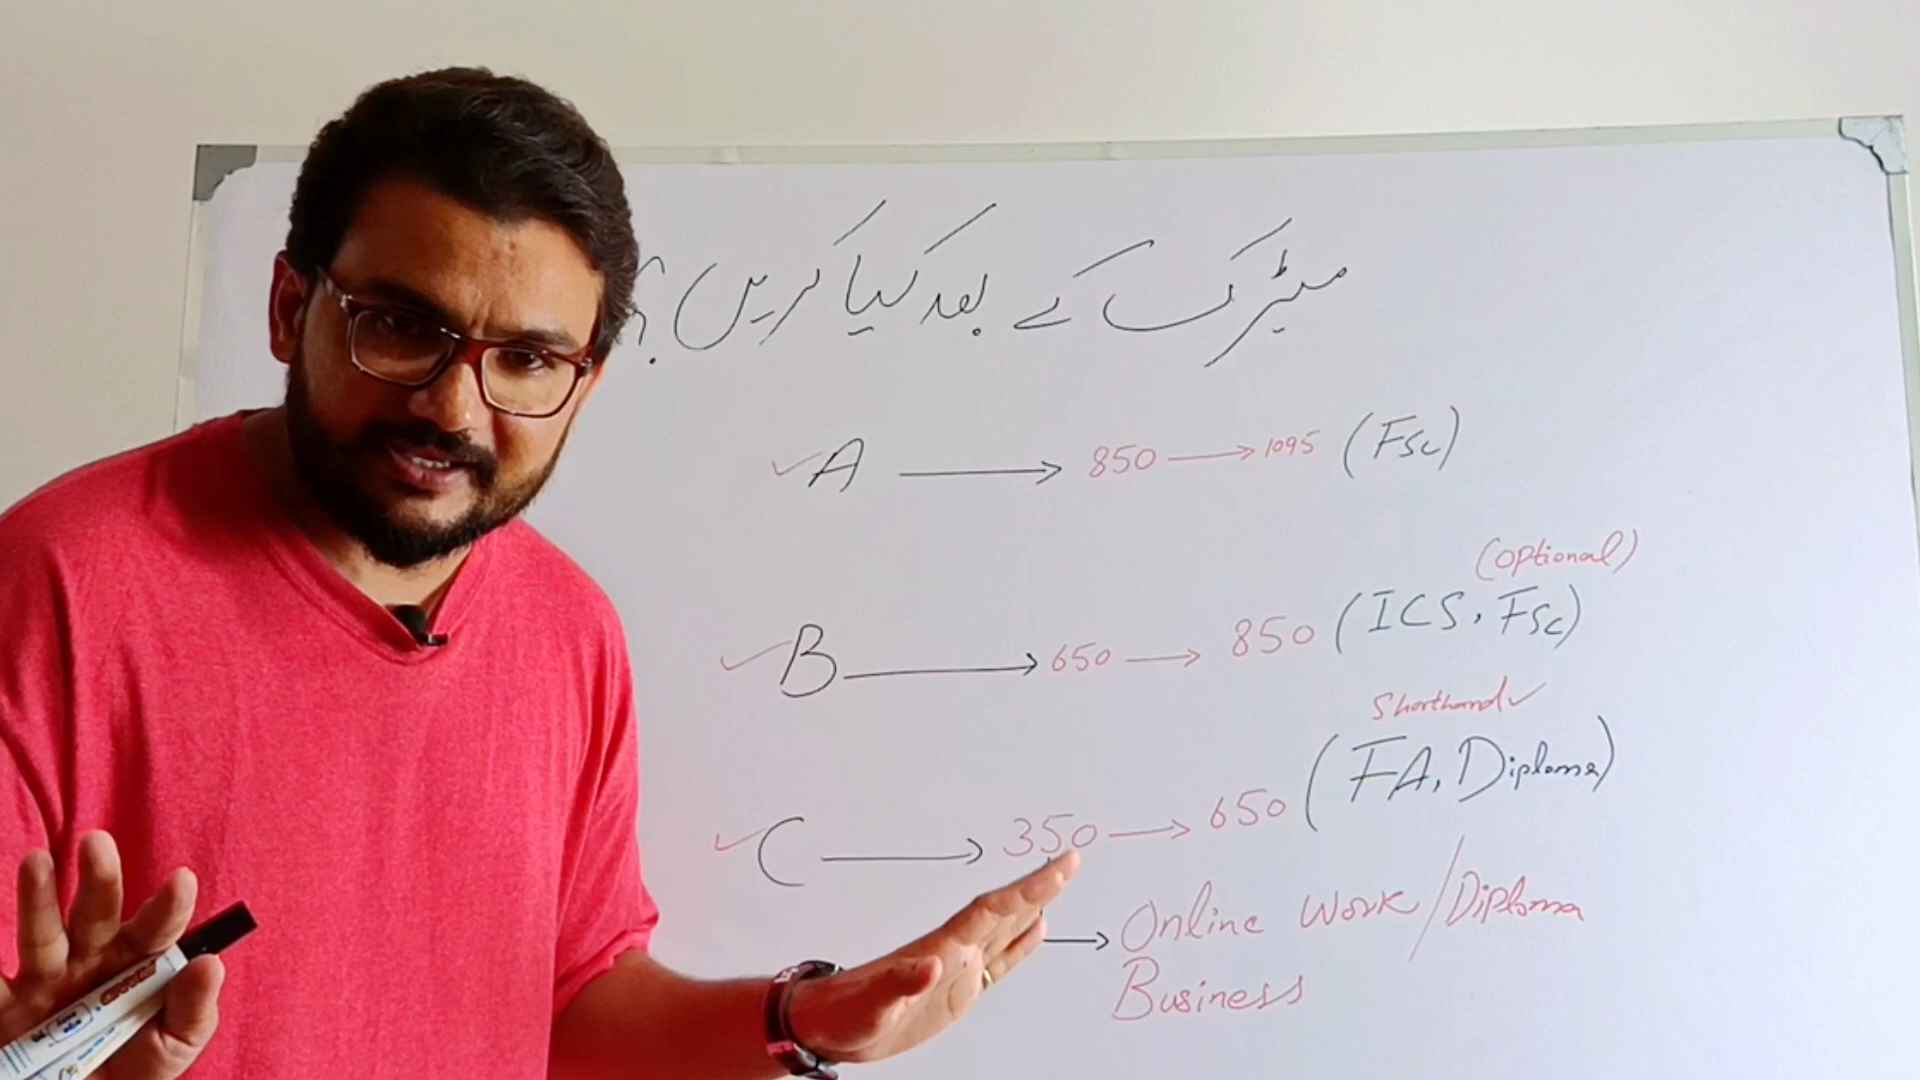 میٹرک کے بعد کیا کریں؟
✓ A → 850 → 1095 (FSc)
(optional)
✓ B → 650 → 850 (ICS, FSc)
Shorthand ✓
✓ C → 350 → 650 (FA, Diploma)
→ Online Work/Diploma
Business